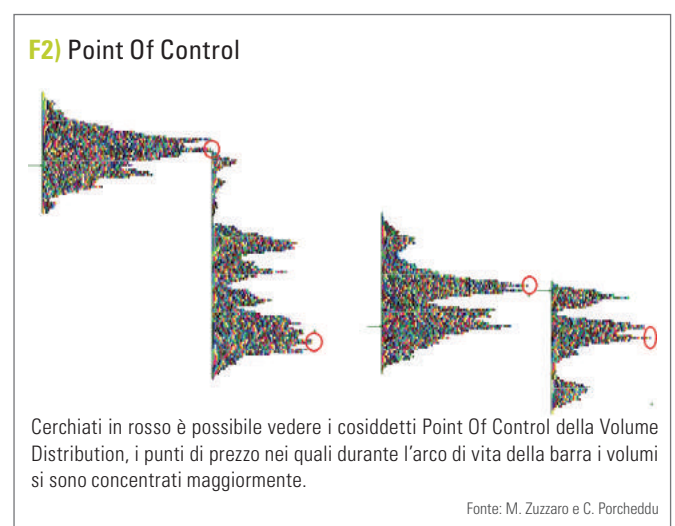 F2) Point Of Control
Cerchiati in rosso è possibile vedere i cosiddetti Point Of Control della Volume
Distribution, i punti di prezzo nei quali durante l'arco di vita della barra i volumi
si sono concentrati maggiormente.
Fonte: M. Zuzzaro e C. Porcheddu